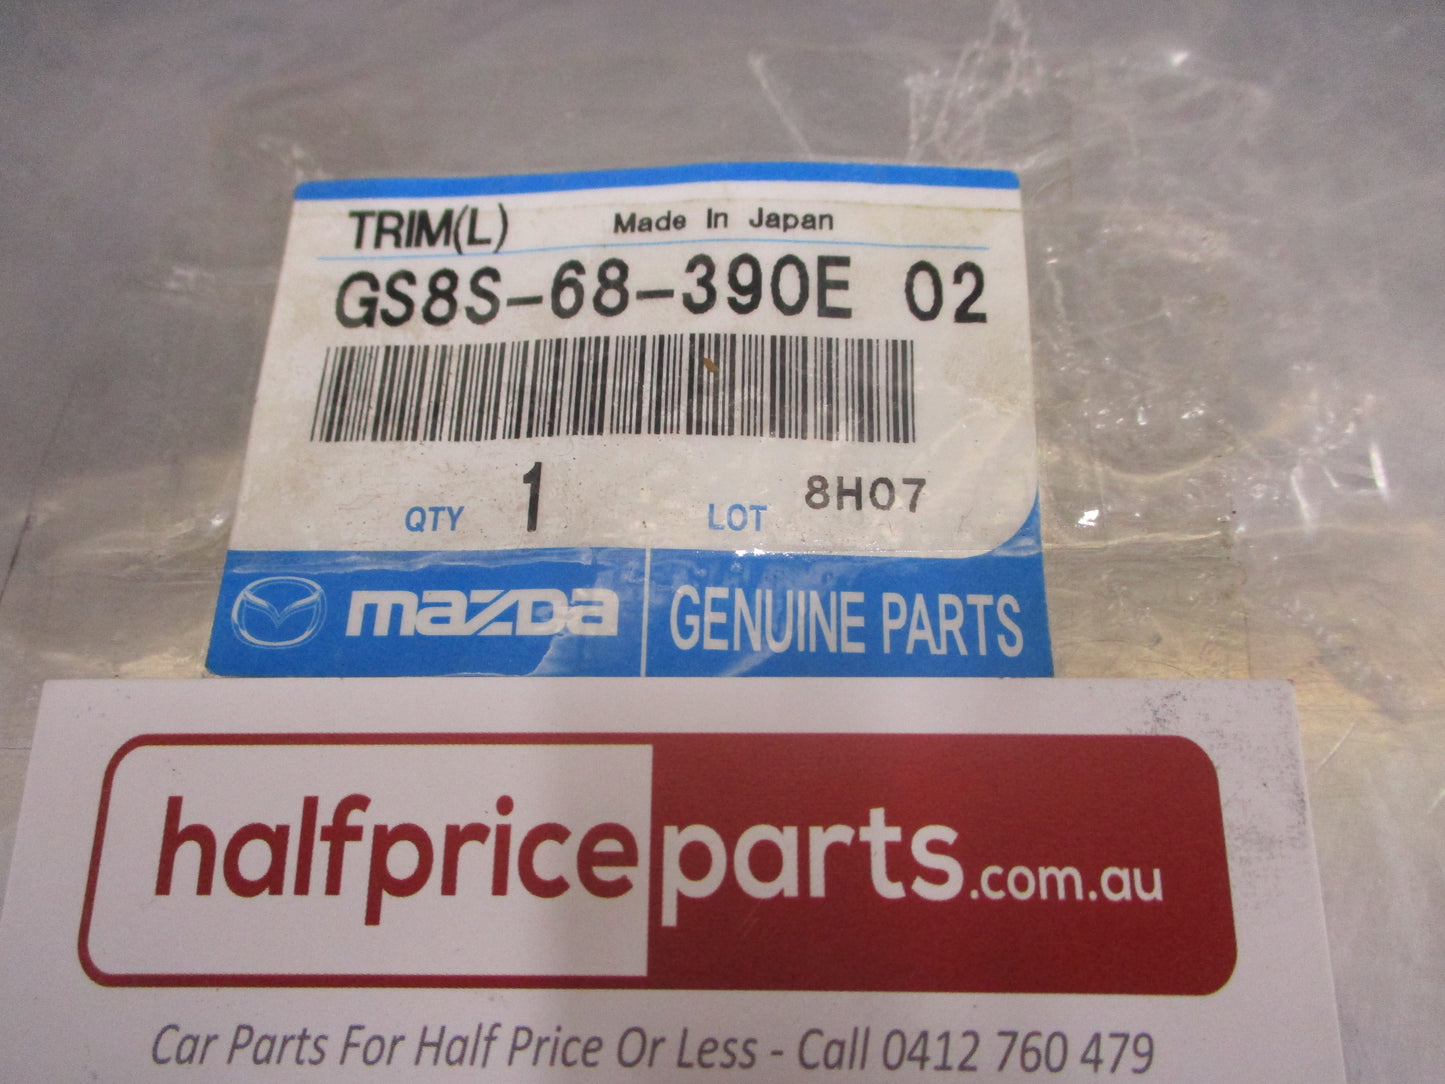 TRIM(L) Made In Japan
GS8S-68-390E 02
QTY 1 LOT 8H07
mazda GENUINE PARTS
halfpriceparts.com.au
Car Parts For Half Price Or Less - Call 0412 760 479